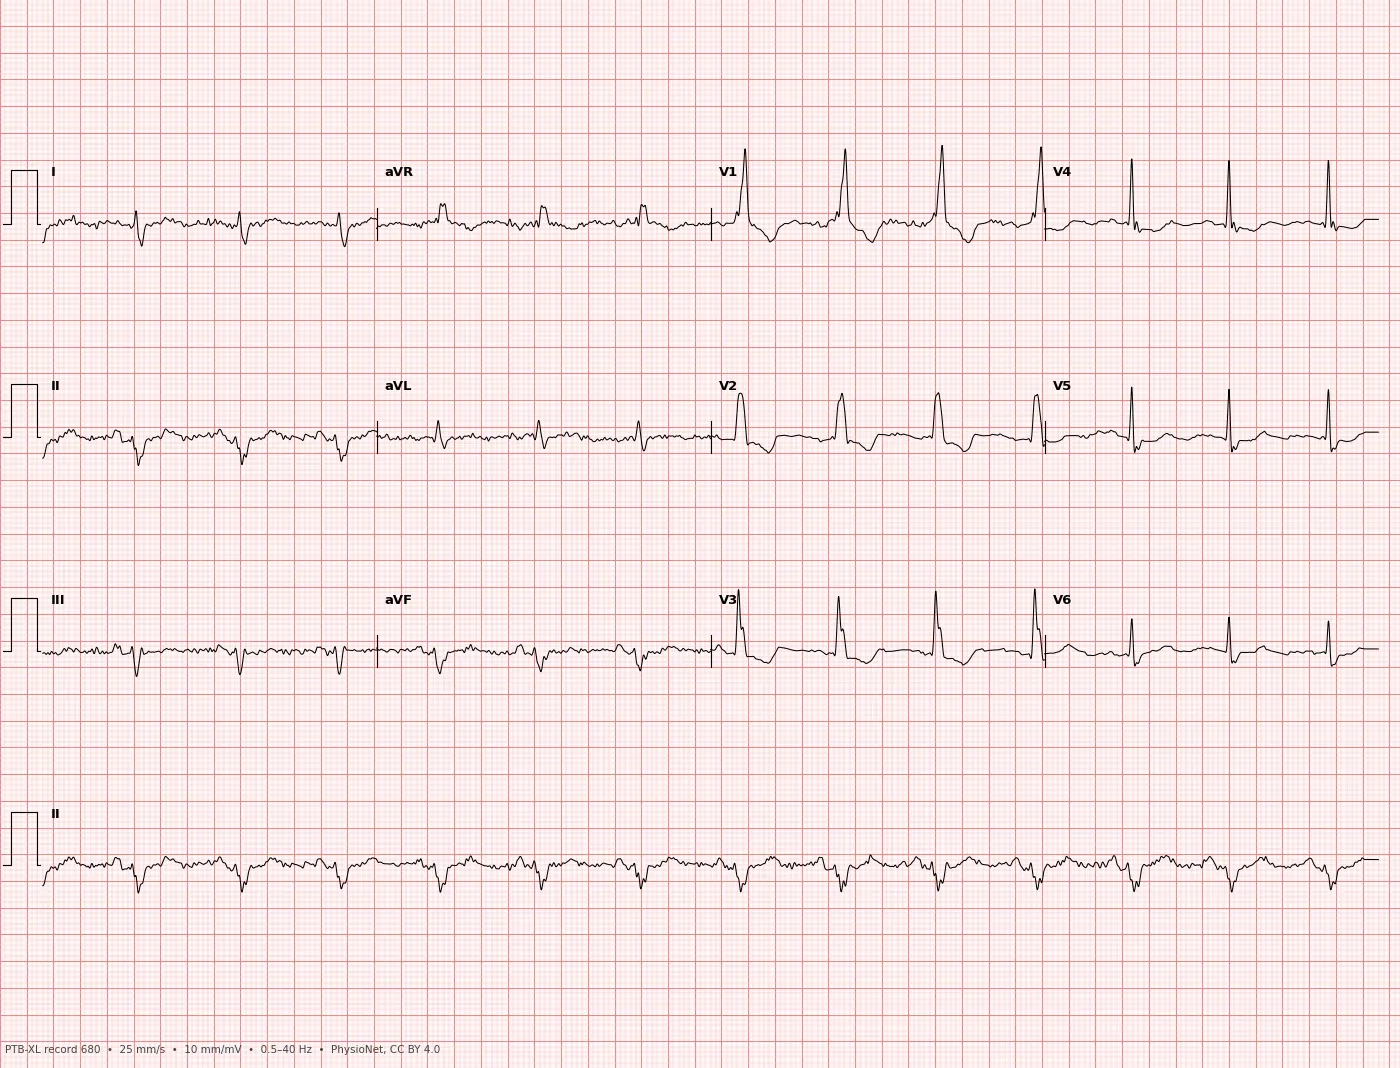 I aVR V1 V4
II aVL V2 V5
III aVF V3 V6
II
PTB-XL record 680 • 25 mm/s • 10 mm/mV • 0.5–40 Hz • PhysioNet, CC BY 4.0